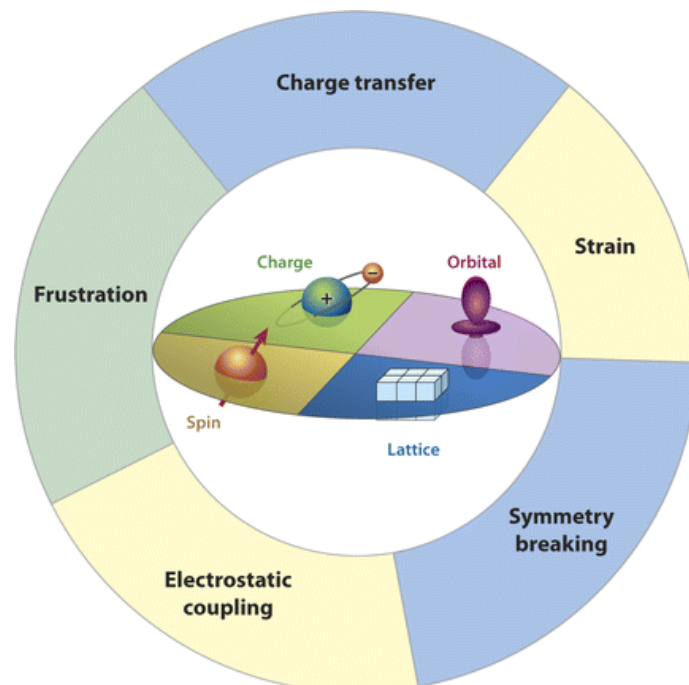 Charge transfer
Strain
Charge
Orbital
−
+
Frustration
Spin
Lattice
Symmetry
breaking
Electrostatic
coupling